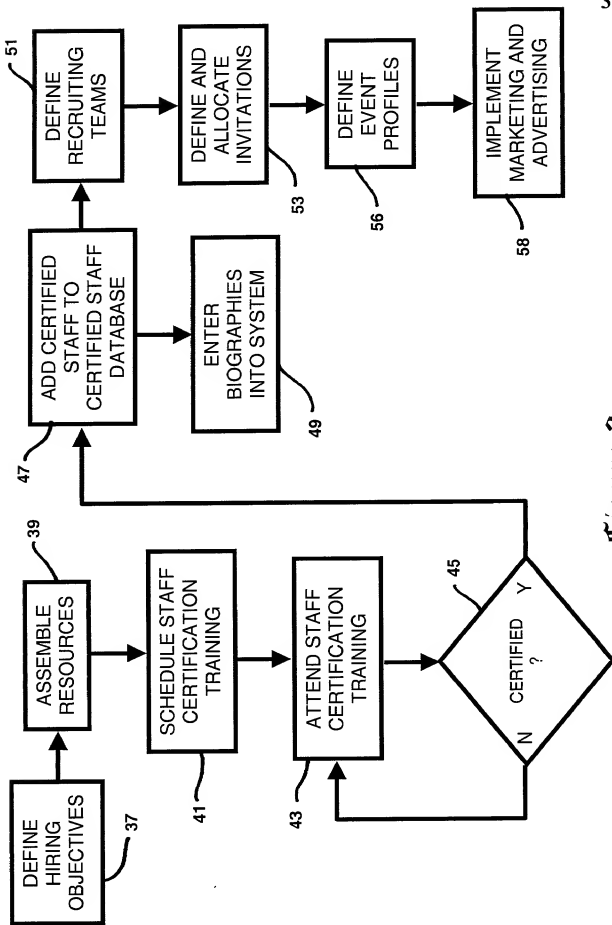 DEFINE
HIRING
OBJECTIVES
37
ASSEMBLE
RESOURCES
39
SCHEDULE STAFF
CERTIFICATION
TRAINING
41
ATTEND STAFF
CERTIFICATION
TRAINING
43
CERTIFIED
?
N
Y
45
ADD CERTIFIED
STAFF TO
CERTIFIED STAFF
DATABASE
47
ENTER
BIOGRAPHIES
INTO SYSTEM
49
DEFINE
RECRUITING
TEAMS
51
DEFINE AND
ALLOCATE
INVITATIONS
53
DEFINE
EVENT
PROFILES
56
IMPLEMENT
MARKETING AND
ADVERTISING
58